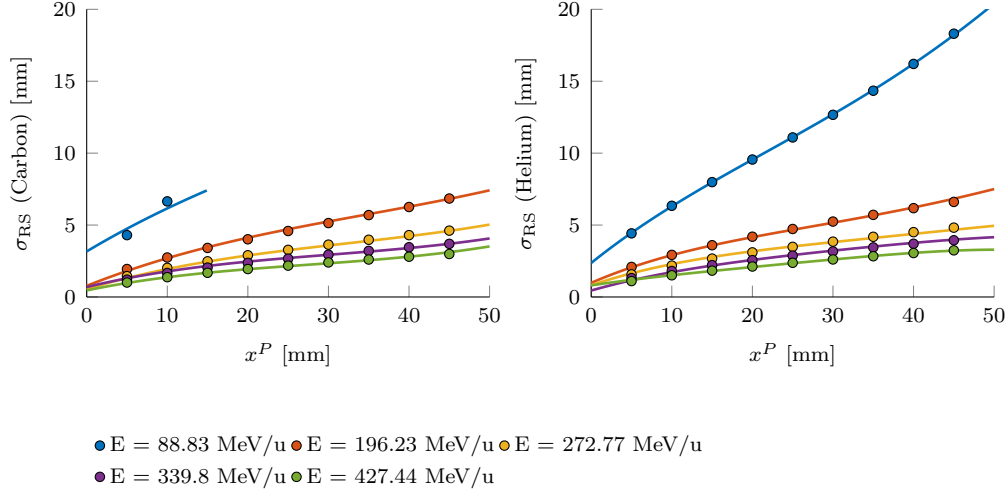 20
15
10
5
0
0 10 20 30 40 50
σRS (Carbon) [mm]
x^P [mm]
20
15
10
5
0
0 10 20 30 40 50
σRS (Helium) [mm]
x^P [mm]
E = 88.83 MeV/u E = 196.23 MeV/u E = 272.77 MeV/u
E = 339.8 MeV/u E = 427.44 MeV/u